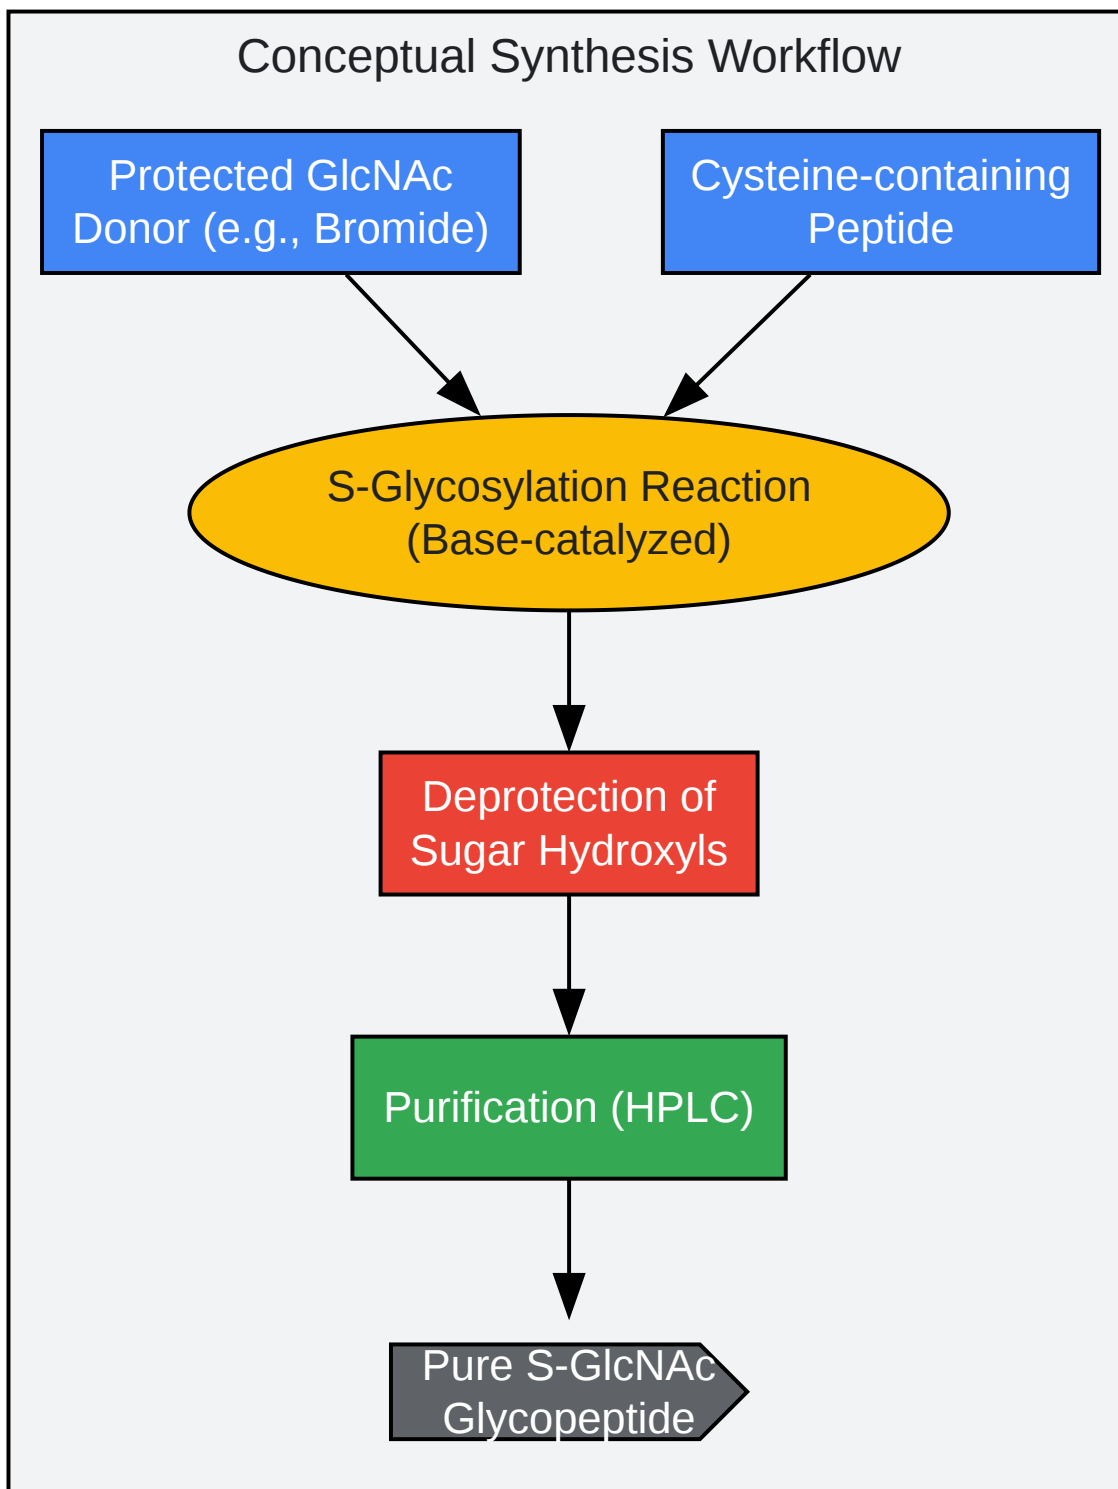 Conceptual Synthesis Workflow
Protected GlcNAc
Donor (e.g., Bromide)
Cysteine-containing
Peptide
S-Glycosylation Reaction
(Base-catalyzed)
Deprotection of
Sugar Hydroxyls
Purification (HPLC)
Pure S-GlcNAc
Glycopeptide